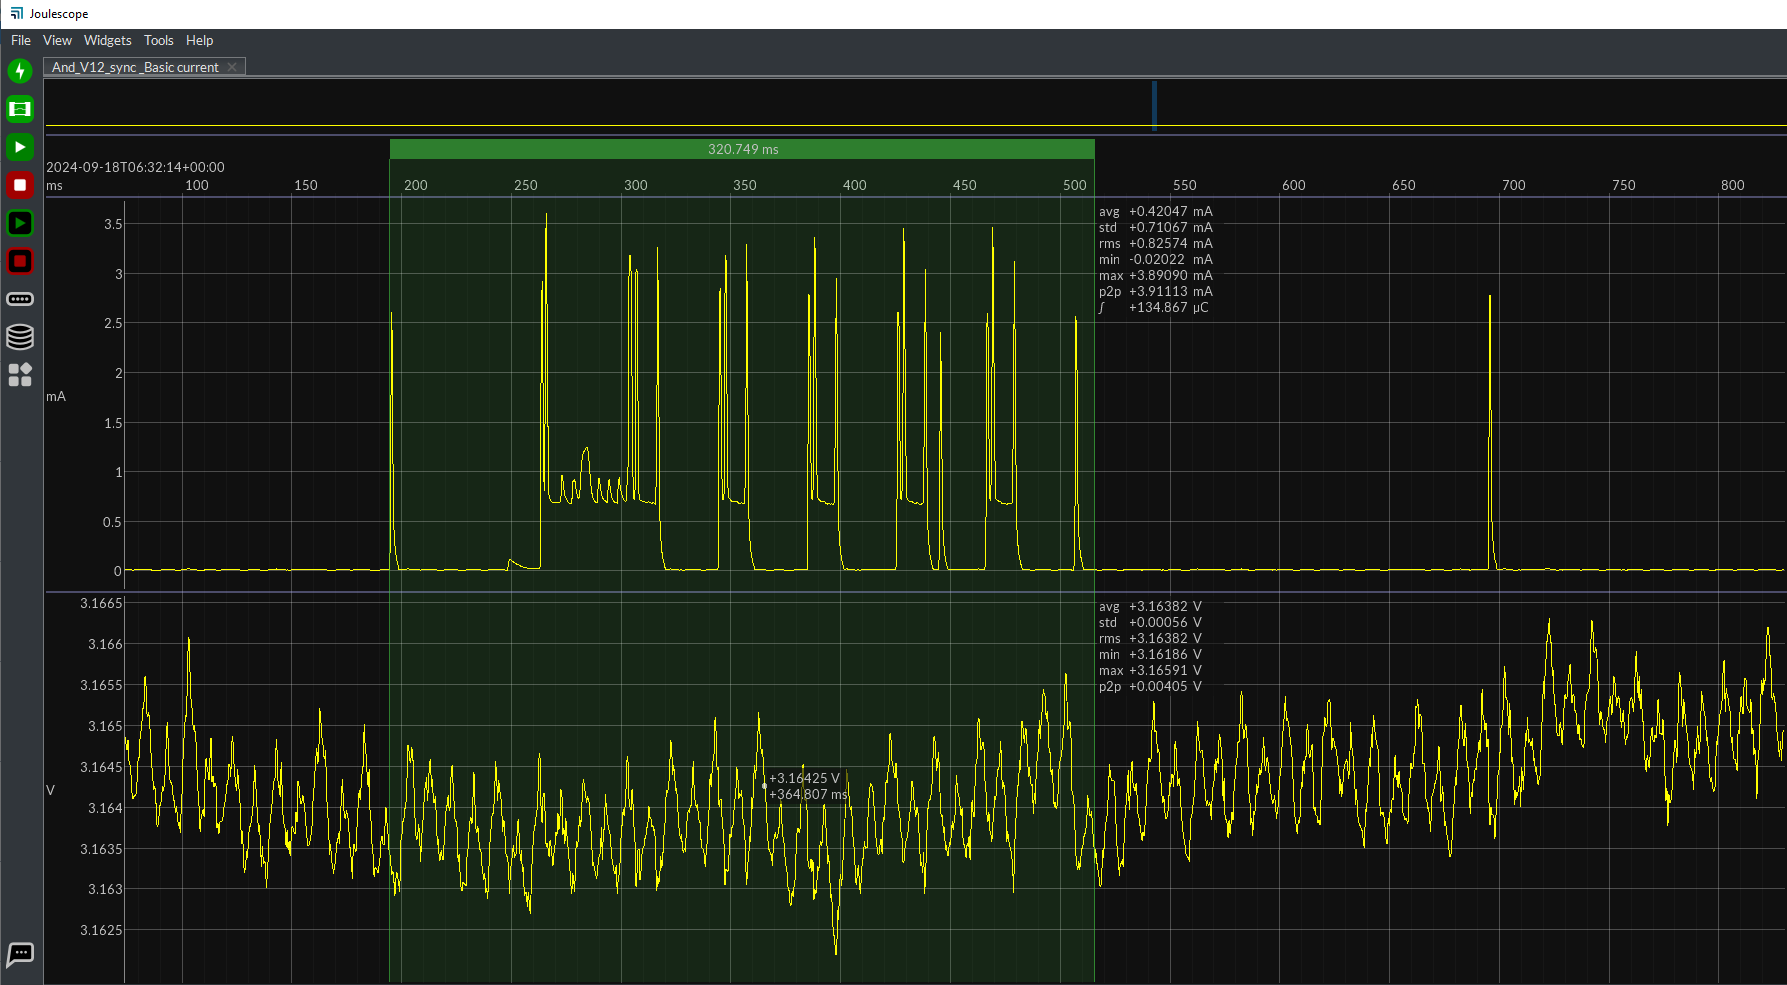 Joulescope
File View Widgets Tools Help
And_V12_sync_Basic current
320.749 ms
2024-09-18T06:32:14+00:00
ms 100 150 200 250 300 350 400 450 500 550 600 650 700 750 800
avg +0.42047 mA
std +0.71067 mA
rms +0.82574 mA
min -0.02022 mA
max +3.89090 mA
p2p +3.91113 mA
∫ +134.867 µC
3.5
3
2.5
2
mA
1.5
1
0.5
0
3.1665
3.166
3.1655
3.165
3.1645
V
3.164
3.1635
3.163
3.1625
avg +3.16382 V
std +0.00056 V
rms +3.16382 V
min +3.16186 V
max +3.16591 V
p2p +0.00405 V
+3.16425 V
+364.807 ms